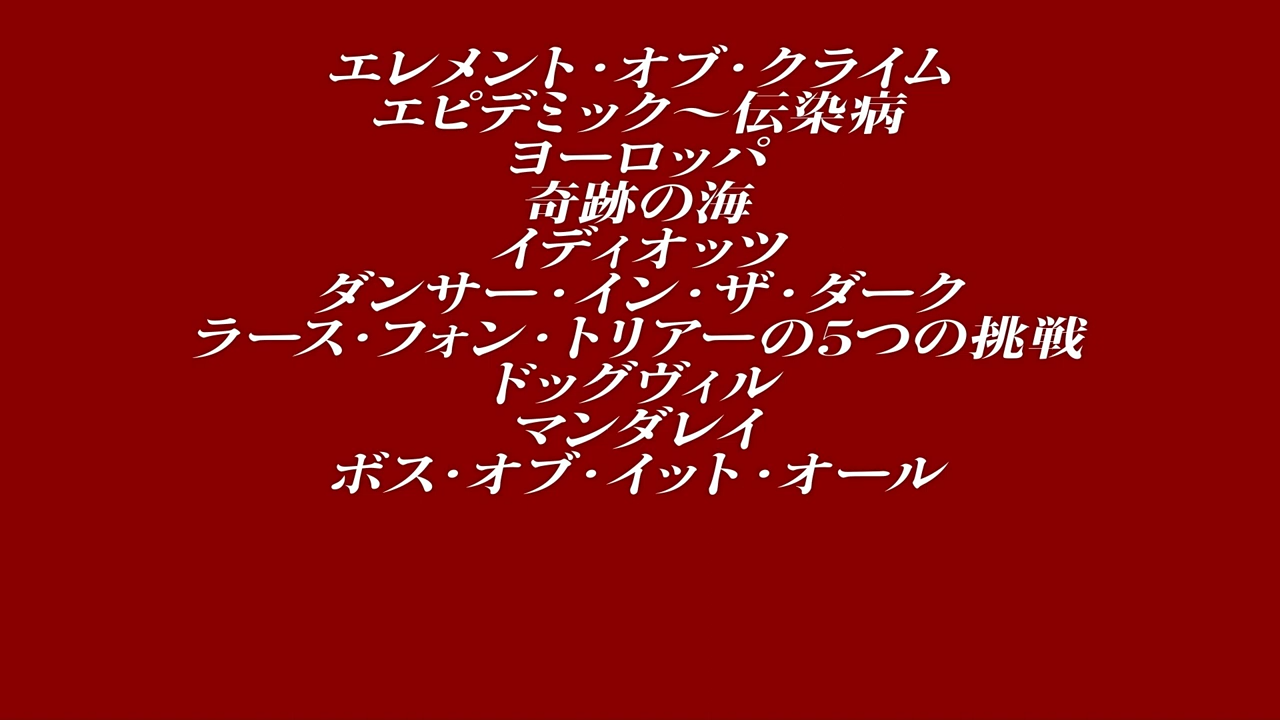 エレメント・オブ・クライム
エピデミック～伝染病
ヨーロッパ
奇跡の海
イディオッツ
ダンサー・イン・ザ・ダーク
ラース・フォン・トリアーの5つの挑戦
ドッグヴィル
マンダレイ
ボス・オブ・イット・オール